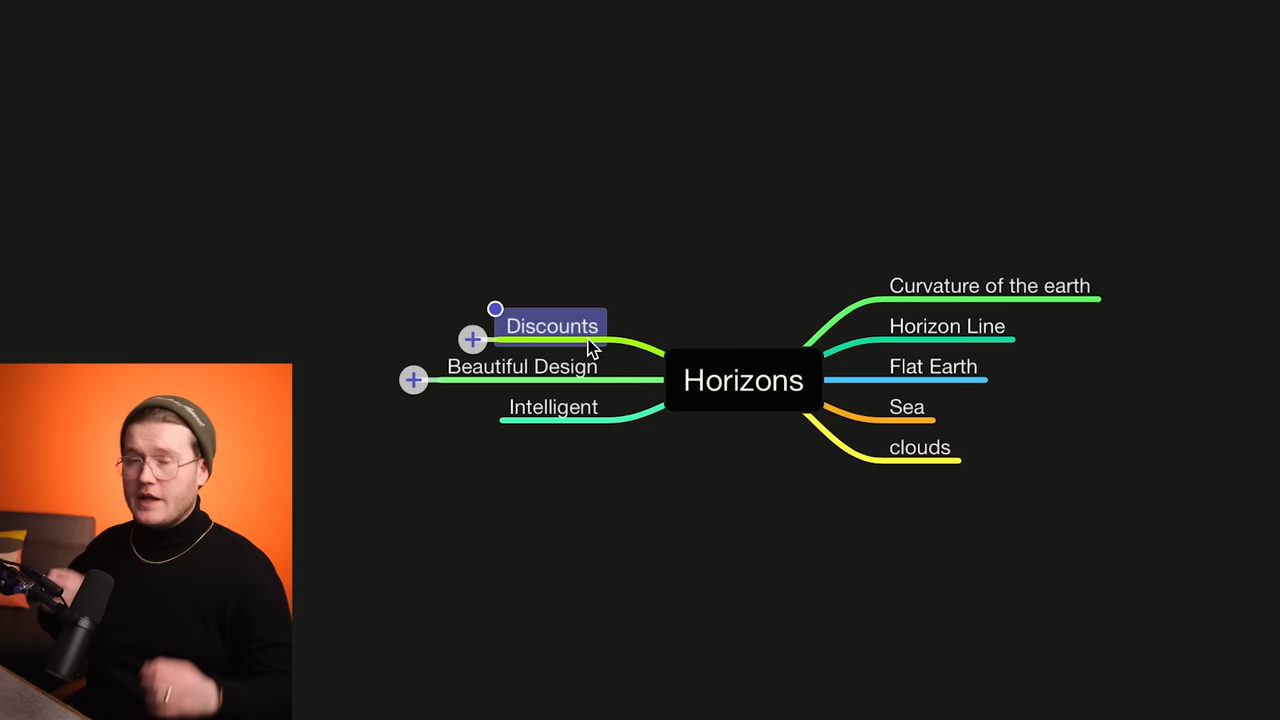 Discounts
Beautiful Design
Intelligent
Horizons
Curvature of the earth
Horizon Line
Flat Earth
Sea
clouds